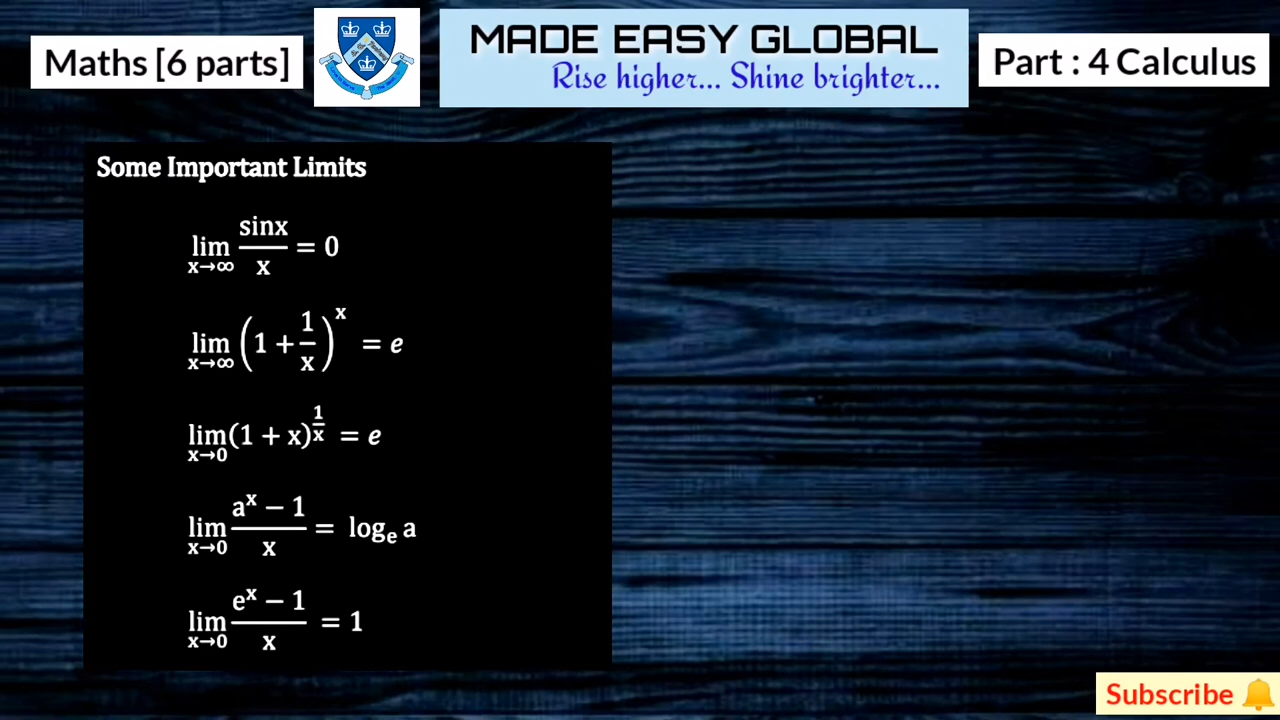 Maths [6 parts]
MADE EASY GLOBAL
Rise higher... Shine brighter...
Part : 4 Calculus
Some Important Limits
lim x→∞ sinx/x = 0
lim x→∞ (1 + 1/x)^x = e
lim x→0 (1 + x)^(1/x) = e
lim x→0 (a^x − 1)/x = log_e a
lim x→0 (e^x − 1)/x = 1
Subscribe